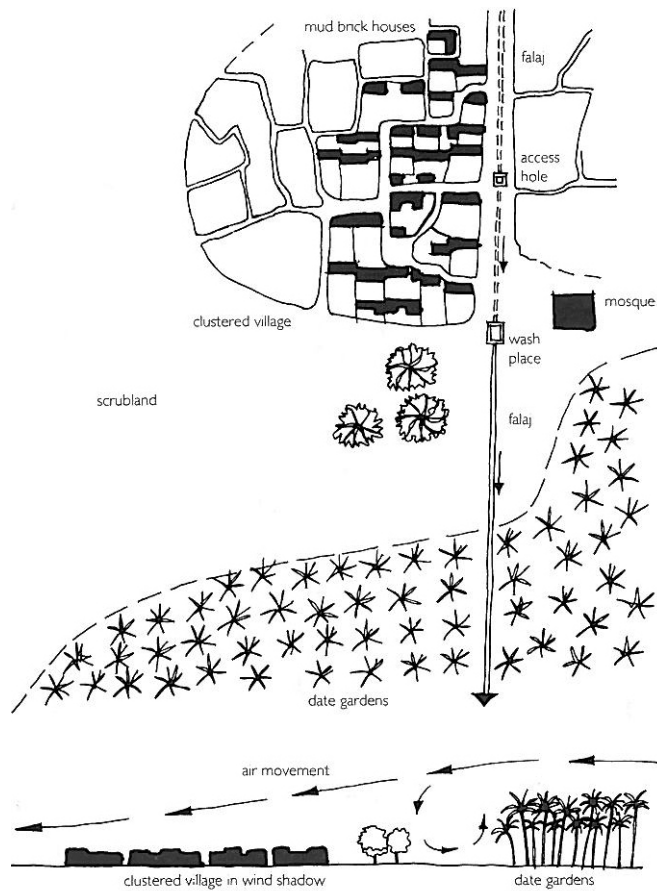 mud brick houses
falaj
access
hole
mosque
clustered village
wash
place
scrubland
falaj
date gardens
air movement
clustered village in wind shadow
date gardens